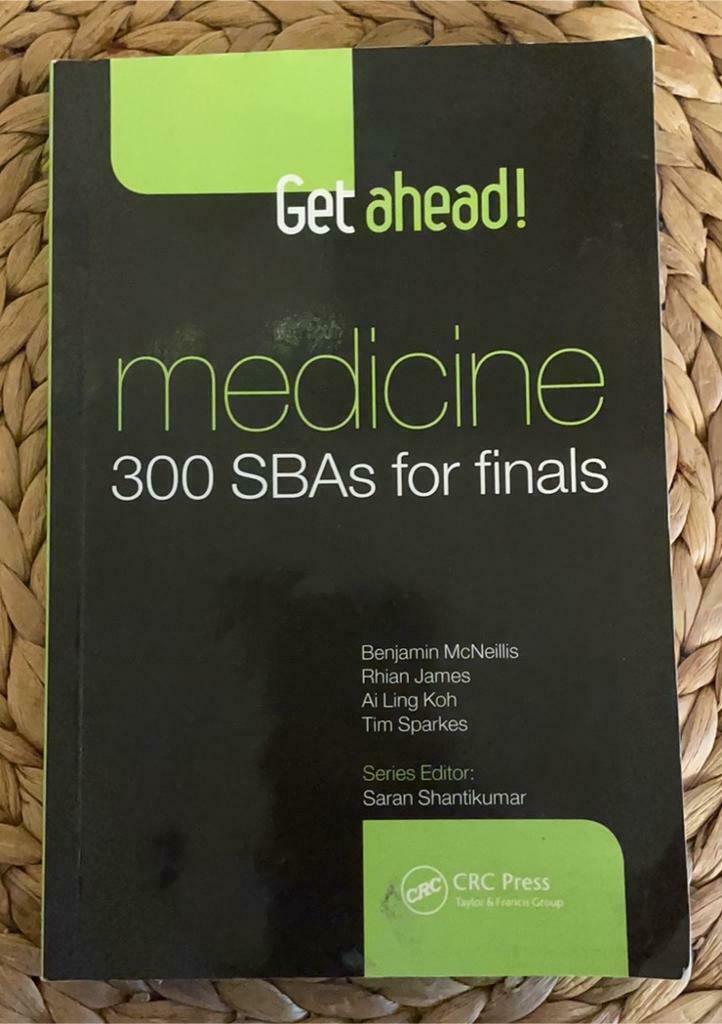 Get ahead!
medicine
300 SBAs for finals
Benjamin McNeillis
Rhian James
Ai Ling Koh
Tim Sparkes
Series Editor:
Saran Shantikumar
CRC
CRC Press
Taylor & Francis Group